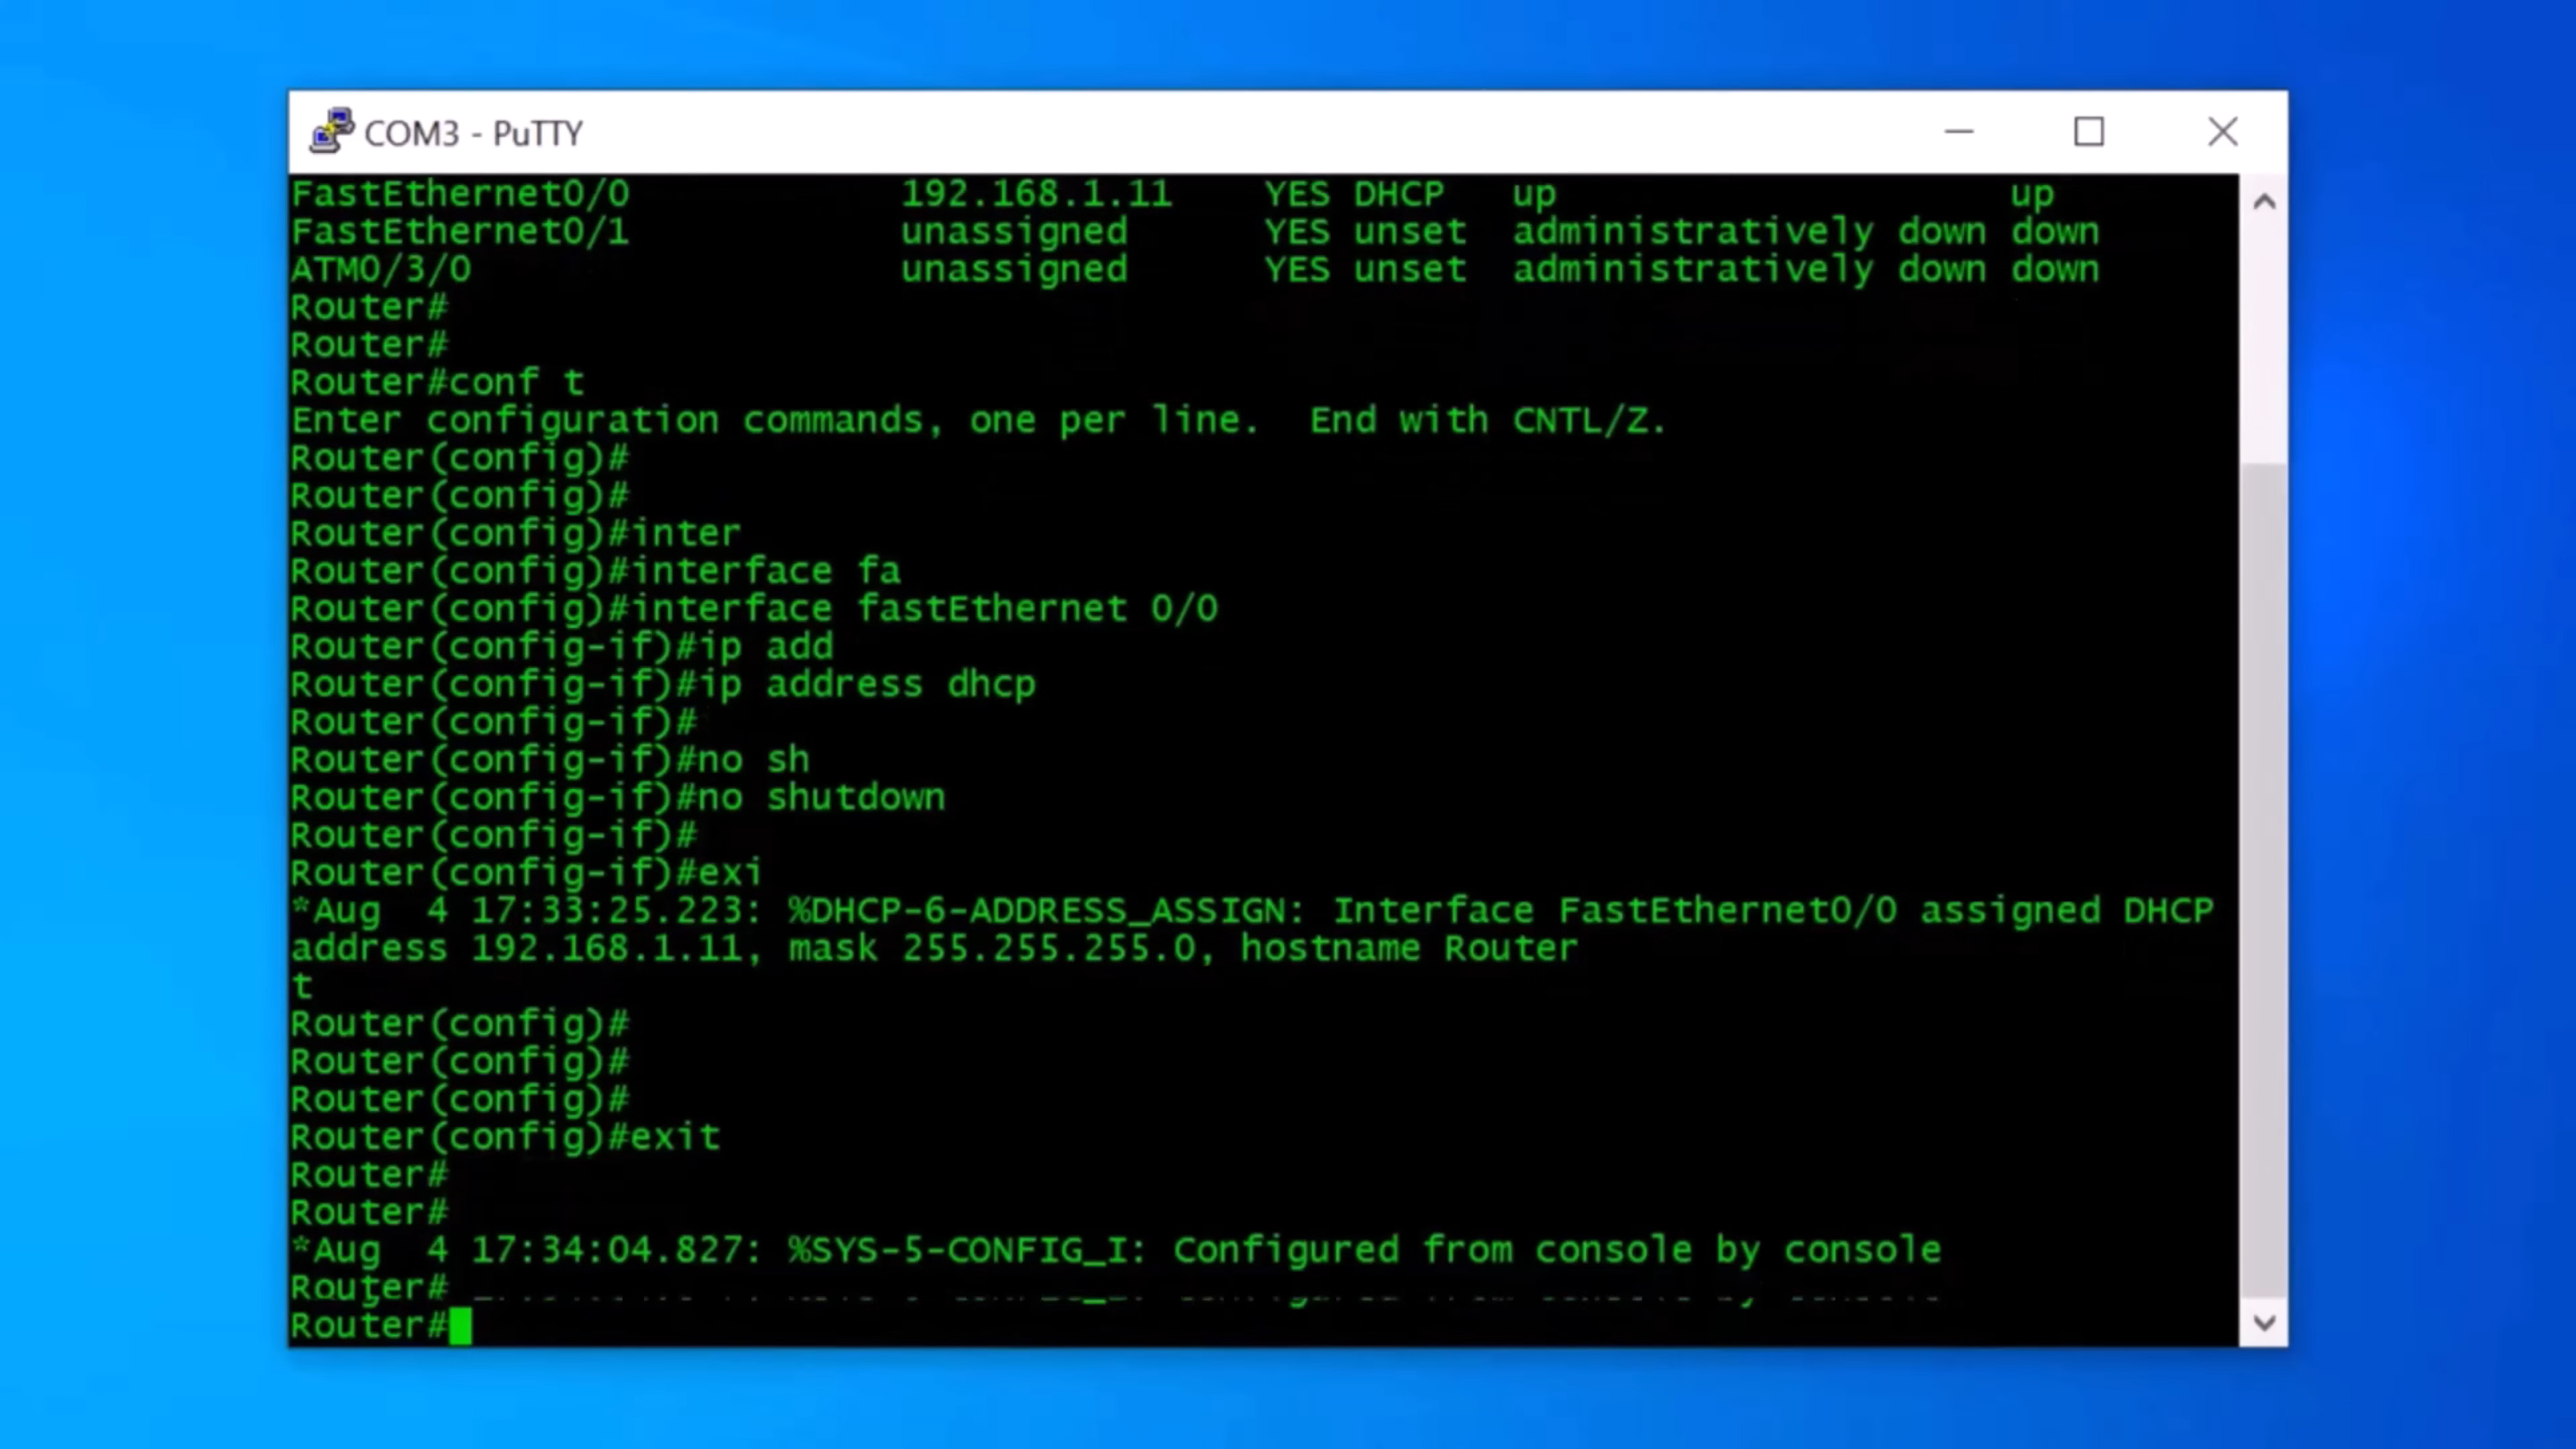 COM3 - PuTTY
FastEthernet0/0 192.168.1.11 YES DHCP up up
FastEthernet0/1 unassigned YES unset administratively down down
ATM0/3/0 unassigned YES unset administratively down down
Router#
Router#
Router#conf t
Enter configuration commands, one per line. End with CNTL/Z.
Router(config)#
Router(config)#
Router(config)#inter
Router(config)#interface fa
Router(config)#interface fastEthernet 0/0
Router(config-if)#ip add
Router(config-if)#ip address dhcp
Router(config-if)#
Router(config-if)#no sh
Router(config-if)#no shutdown
Router(config-if)#
Router(config-if)#exi
*Aug 4 17:33:25.223: %DHCP-6-ADDRESS_ASSIGN: Interface FastEthernet0/0 assigned DHCP
address 192.168.1.11, mask 255.255.255.0, hostname Router
t
Router(config)#
Router(config)#
Router(config)#
Router(config)#exit
Router#
Router#
*Aug 4 17:34:04.827: %SYS-5-CONFIG_I: Configured from console by console
Router#
Router#